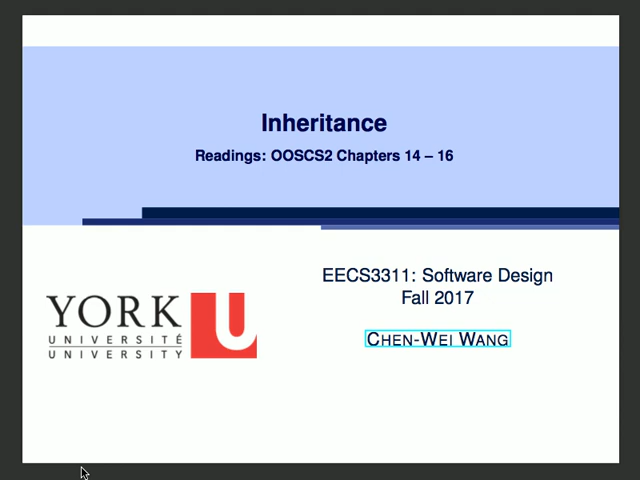 Inheritance
Readings: OOSCS2 Chapters 14 – 16
EECS3311: Software Design
Fall 2017
CHEN-WEI WANG
YORK U
UNIVERSITÉ
UNIVERSITY